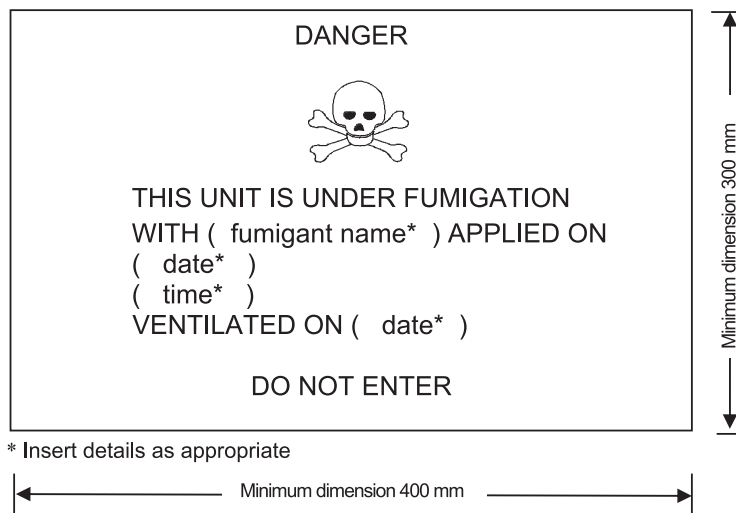 DANGER
THIS UNIT IS UNDER FUMIGATION
WITH ( fumigant name* ) APPLIED ON
( date* )
( time* )
VENTILATED ON ( date* )
DO NOT ENTER
Minimum dimension 300 mm
* Insert details as appropriate
Minimum dimension 400 mm